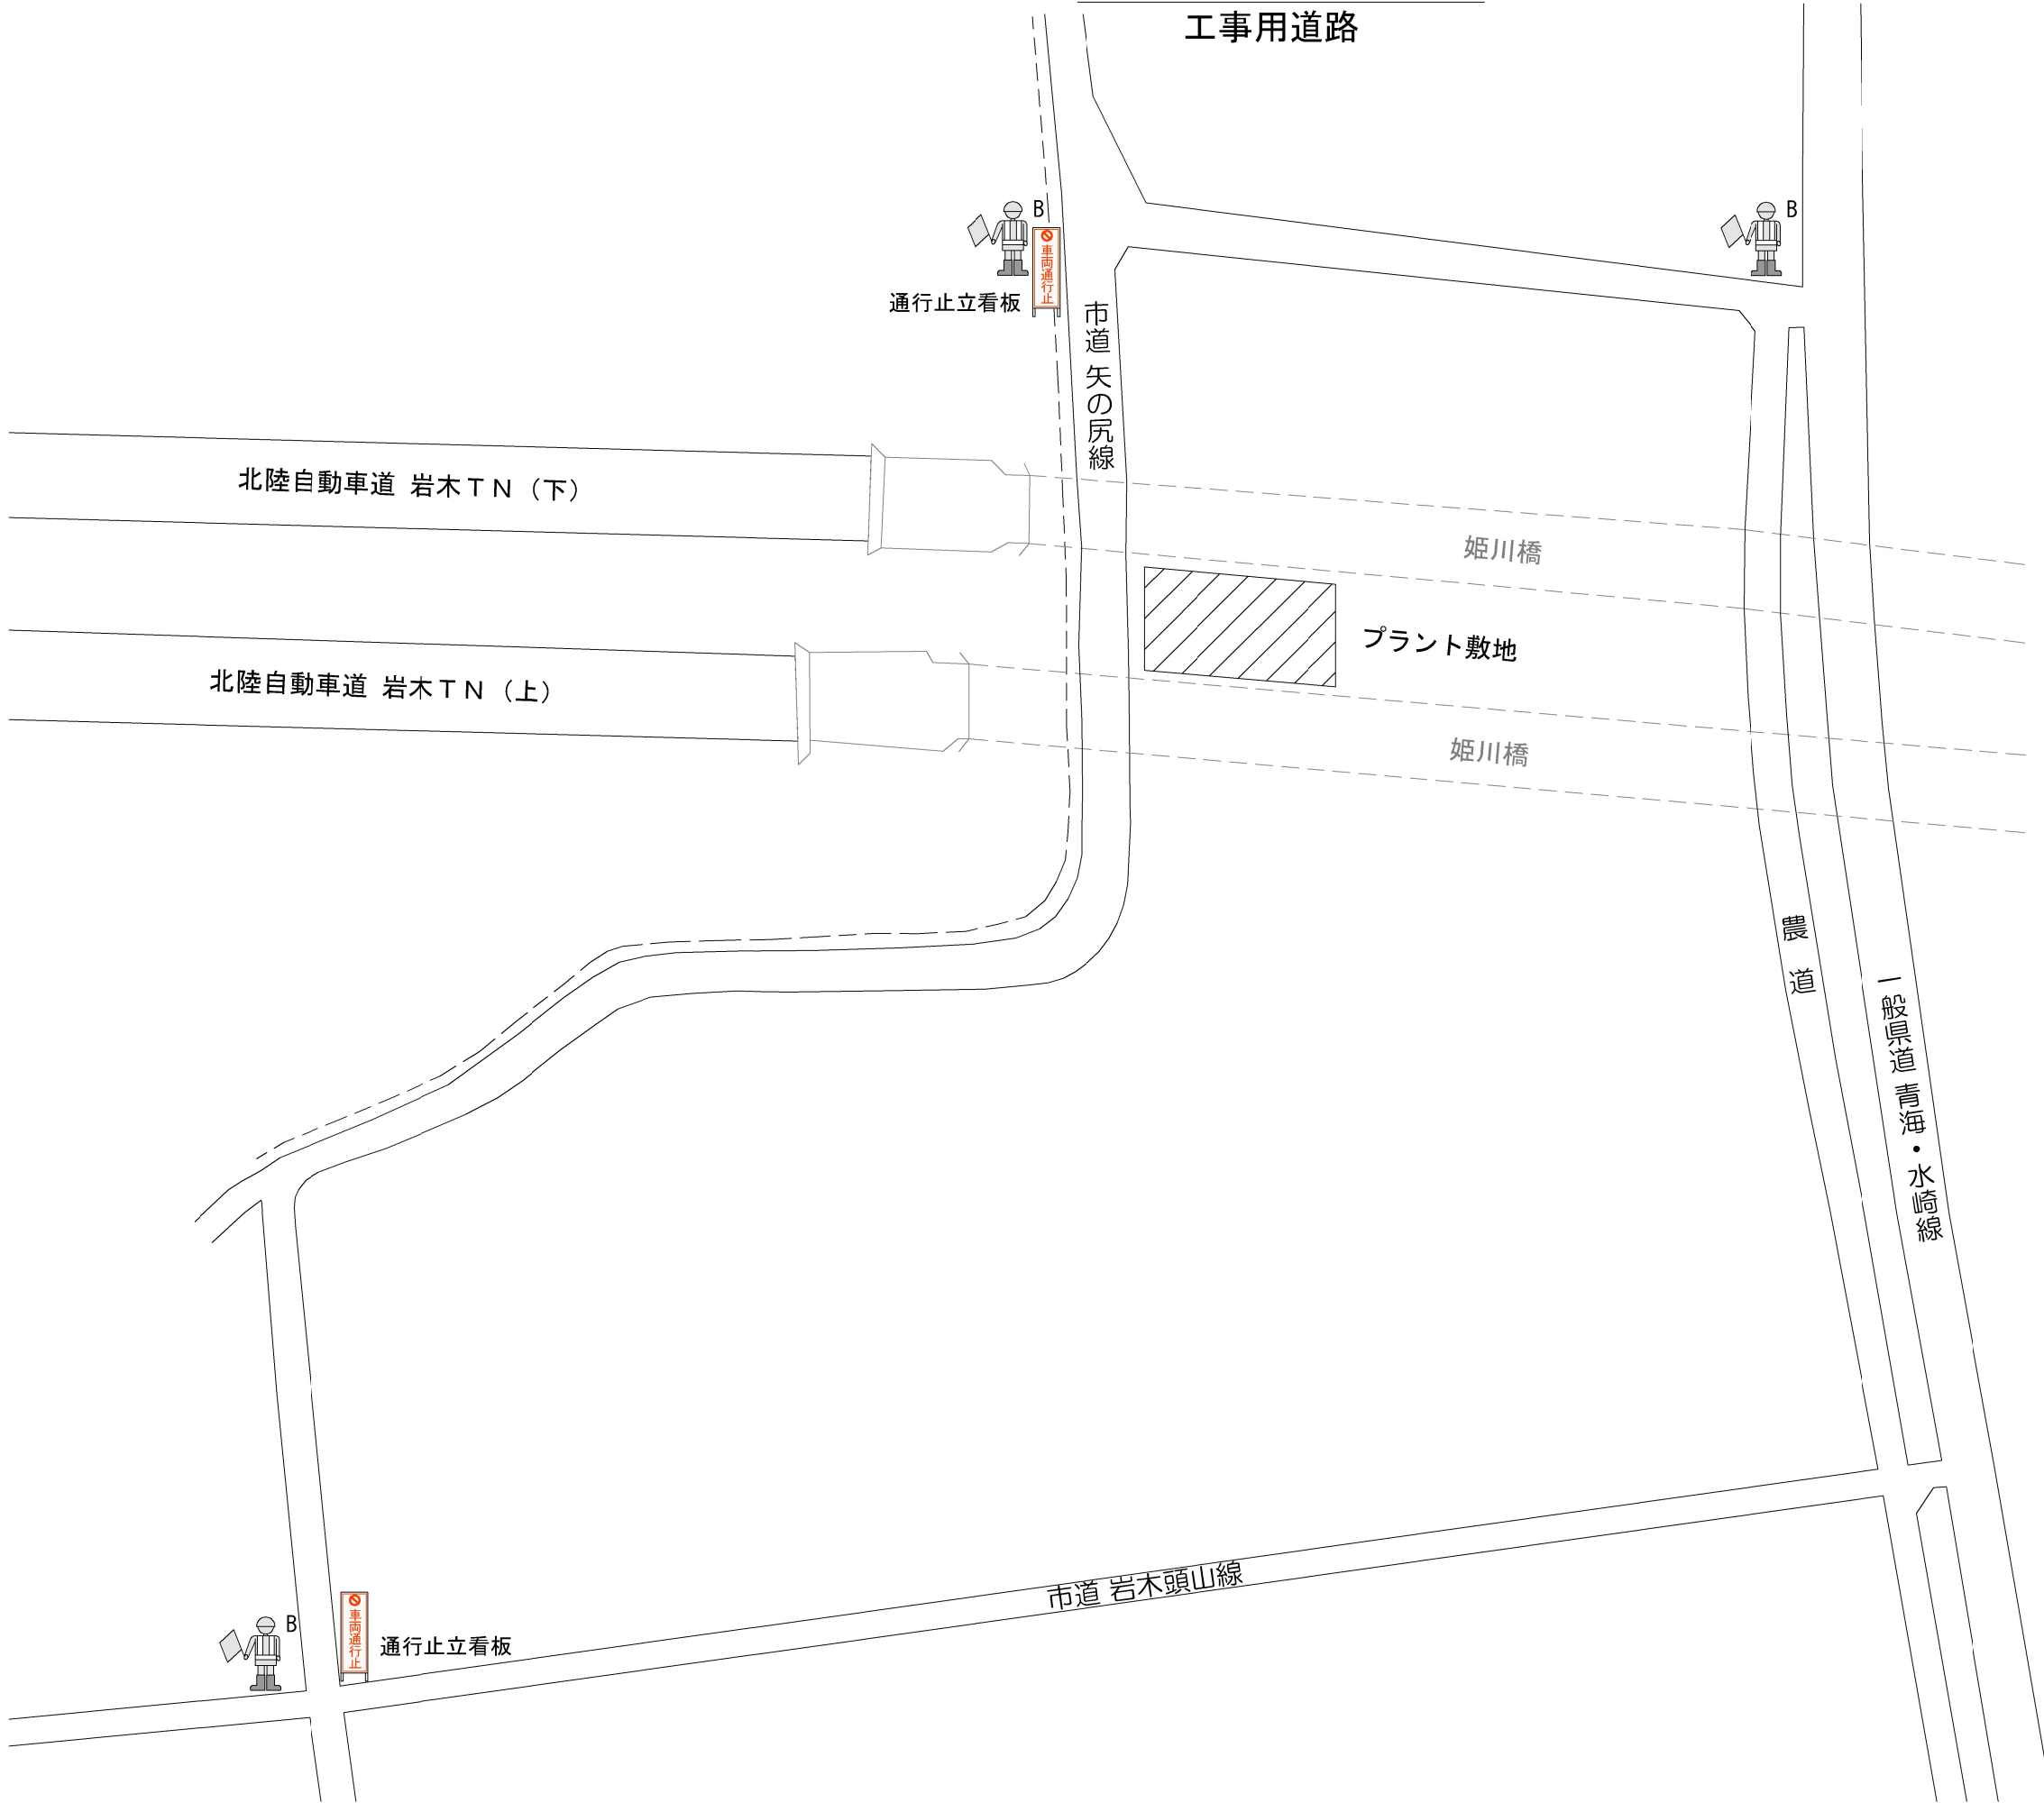 工事用道路
B
B
車両通行止
通行止立看板
市道 矢の尻線
北陸自動車道 岩木TN（下）
姫川橋
プラント敷地
北陸自動車道 岩木TN（上）
姫川橋
農道
一般県道 青海・水崎線
市道 岩木頭山線
B
車両通行止
通行止立看板